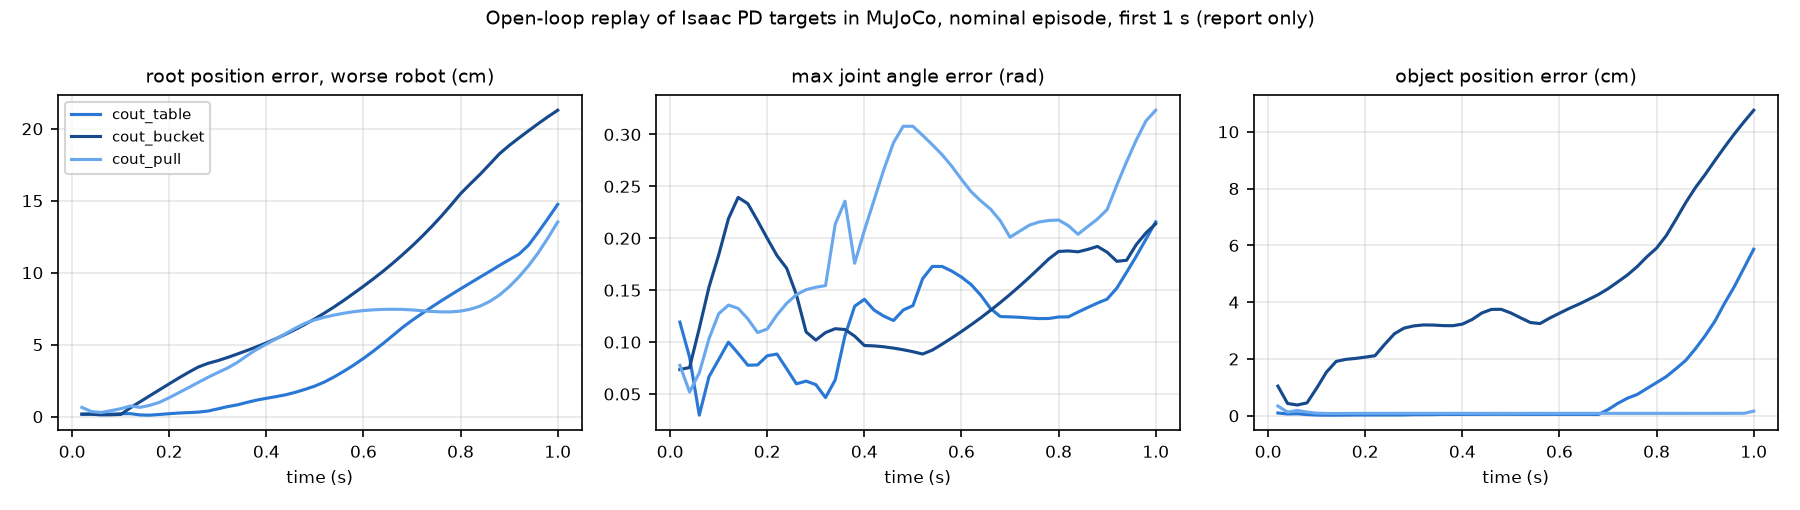 Open-loop replay of Isaac PD targets in MuJoCo, nominal episode, first 1 s (report only)
root position error, worse robot (cm)
cout_table
cout_bucket
cout_pull
20
15
10
5
0
0.0 0.2 0.4 0.6 0.8 1.0
time (s)
max joint angle error (rad)
0.30
0.25
0.20
0.15
0.10
0.05
0.0 0.2 0.4 0.6 0.8 1.0
time (s)
object position error (cm)
10
8
6
4
2
0
0.0 0.2 0.4 0.6 0.8 1.0
time (s)